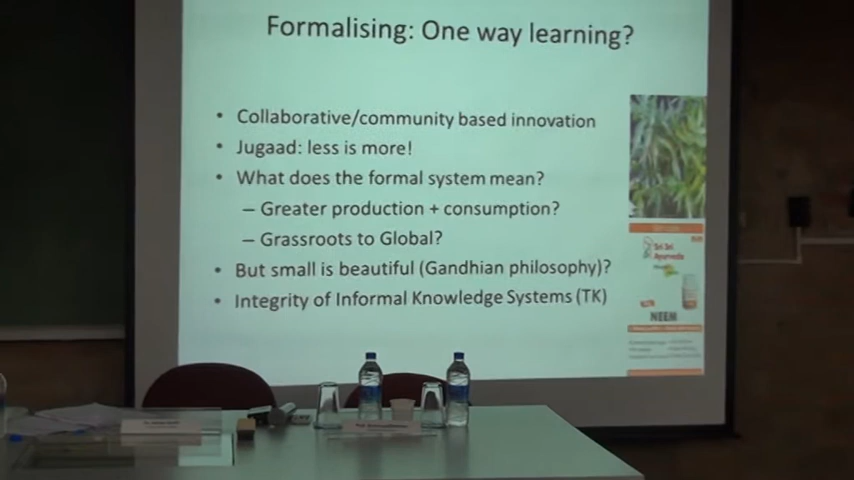 Formalising: One way learning?
• Collaborative/community based innovation
• Jugaad: less is more!
• What does the formal system mean?
– Greater production + consumption?
– Grassroots to Global?
• But small is beautiful (Gandhian philosophy)?
• Integrity of Informal Knowledge Systems (TK)
Sri Sri
Ayurveda
NEEM